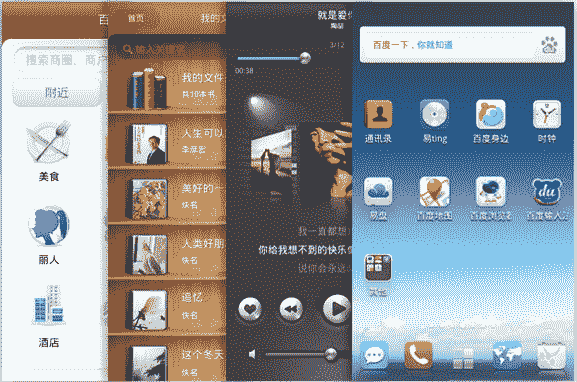 百
搜索商圈、商户
附近
美食
丽人
酒店
首页
我的文
输入关键字
我的文件
共10本书
人生可以
李彦宏
美好的一
佚名
人类好朋
佚名
追忆
佚名
这个冬天
佚名
就是爱你
陶喆
3/12
00:38
我一直都想
你给我想不到的快乐像
说你会永远
百度一下，你就知道
通讯录
易ting
百度身边
时钟
易盘
百度地图
百度浏览器
du
百度输入法